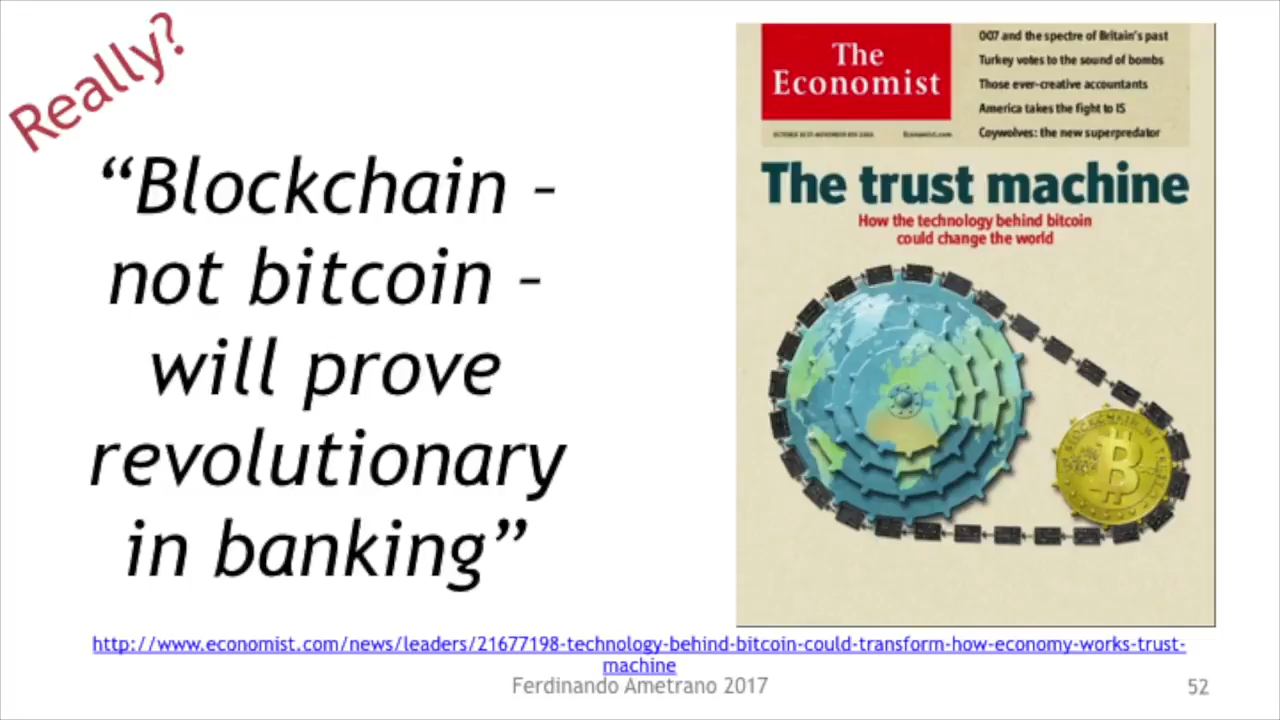 Really?
“Blockchain –
not bitcoin –
will prove
revolutionary
in banking”
The
Economist
007 and the spectre of Britain's past
Turkey votes to the sound of bombs
Those ever-creative accountants
America takes the fight to IS
Coywolves: the new superpredator
Economist.com
The trust machine
How the technology behind bitcoin
could change the world
http://www.economist.com/news/leaders/21677198-technology-behind-bitcoin-could-transform-how-economy-works-trust-
machine
Ferdinando Ametrano 2017
52